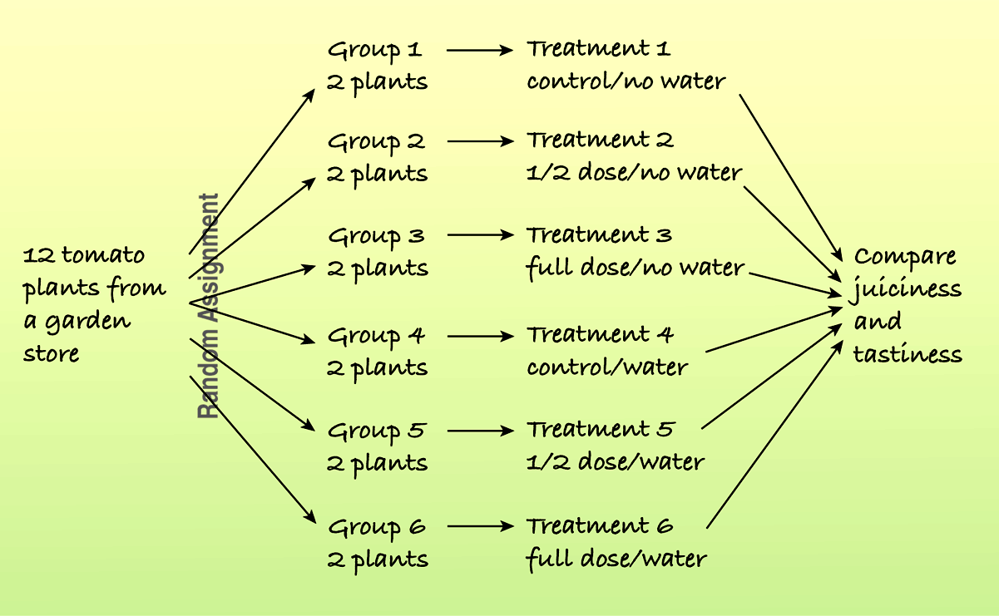 12 tomato
plants from
a garden
store
Random Assignment
Group 1
2 plants
Treatment 1
control/no water
Group 2
2 plants
Treatment 2
1/2 dose/no water
Group 3
2 plants
Treatment 3
full dose/no water
Group 4
2 plants
Treatment 4
control/water
Group 5
2 plants
Treatment 5
1/2 dose/water
Group 6
2 plants
Treatment 6
full dose/water
Compare
juiciness
and
tastiness